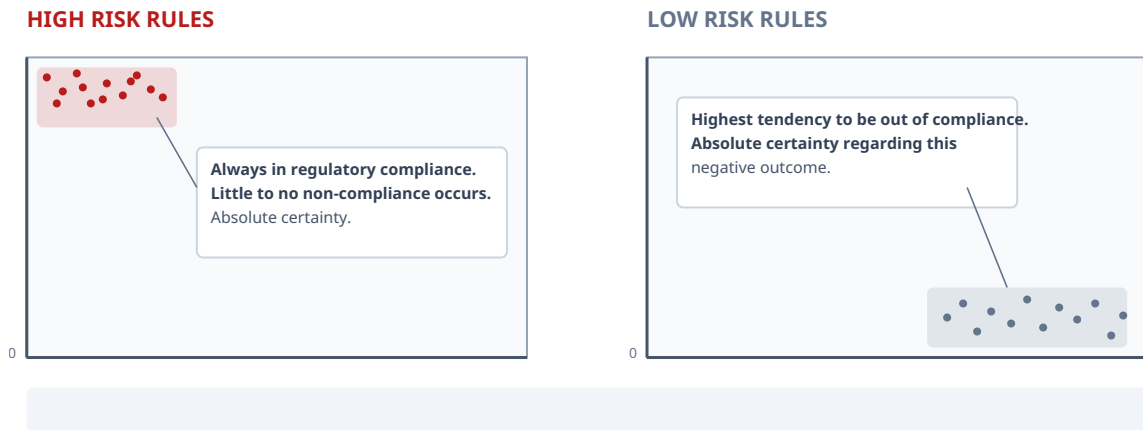 HIGH RISK RULES
Always in regulatory compliance.
Little to no non-compliance occurs.
Absolute certainty.
0
LOW RISK RULES
Highest tendency to be out of compliance.
Absolute certainty regarding this
negative outcome.
0